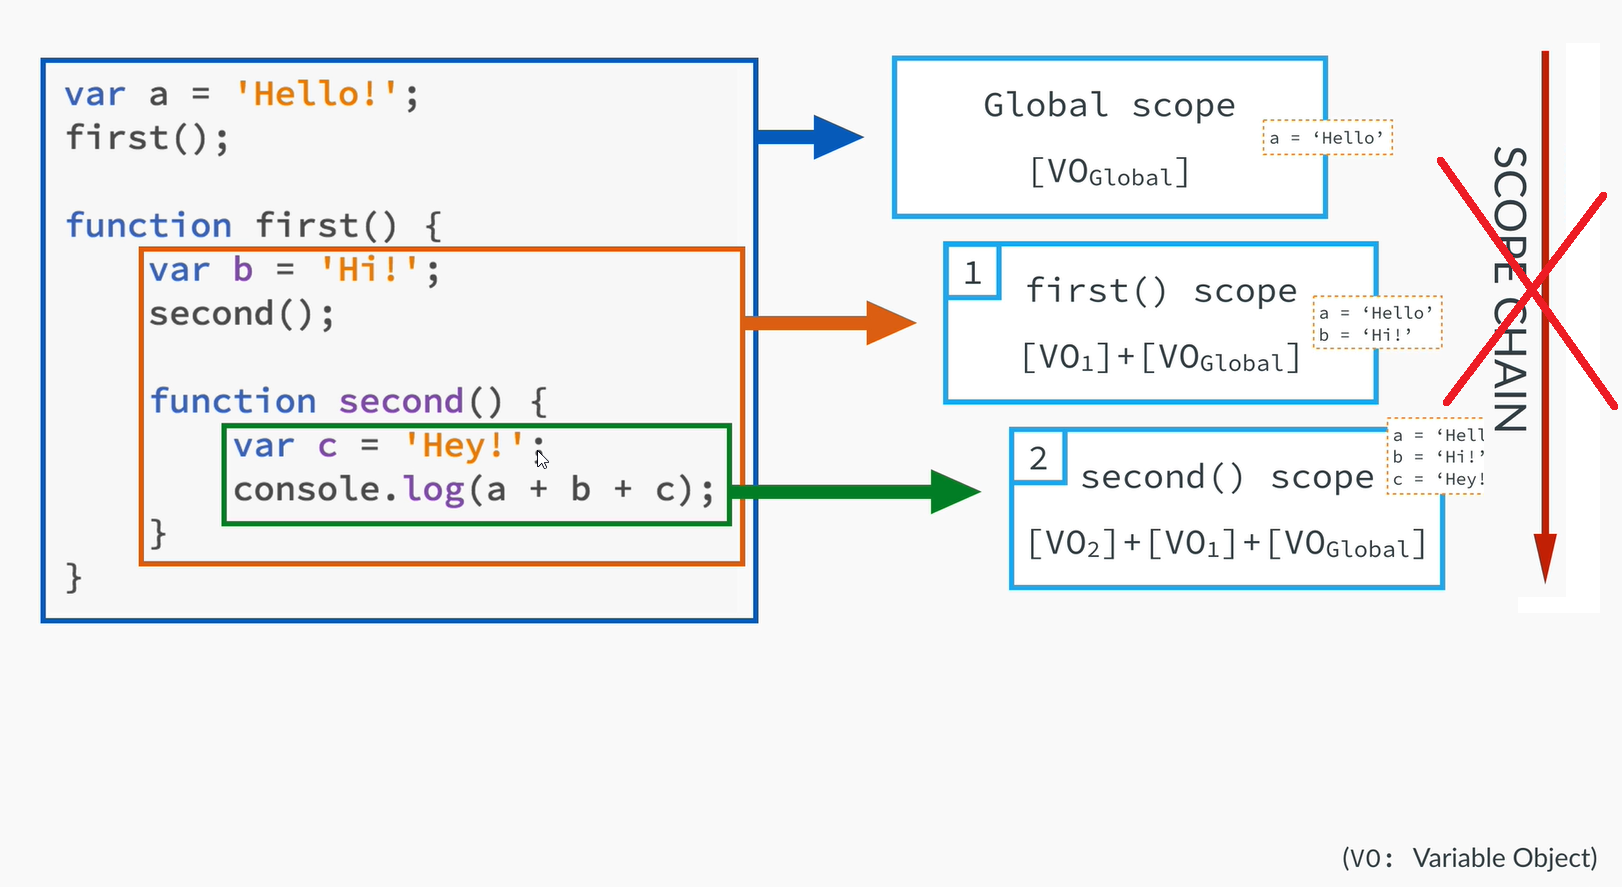 var a = 'Hello!';
first();
function first() {
var b = 'Hi!';
second();
function second() {
var c = 'Hey!';
console.log(a + b + c);
}
}
Global scope
[VOGlobal]
a = ‘Hello’
1
first() scope
[VO1]+[VOGlobal]
a = ‘Hello’
b = ‘Hi!’
2
second() scope
[VO2]+[VO1]+[VOGlobal]
a = ‘Hell
b = ‘Hi!’
c = ‘Hey!
SCOPE CHAIN
(VO: Variable Object)